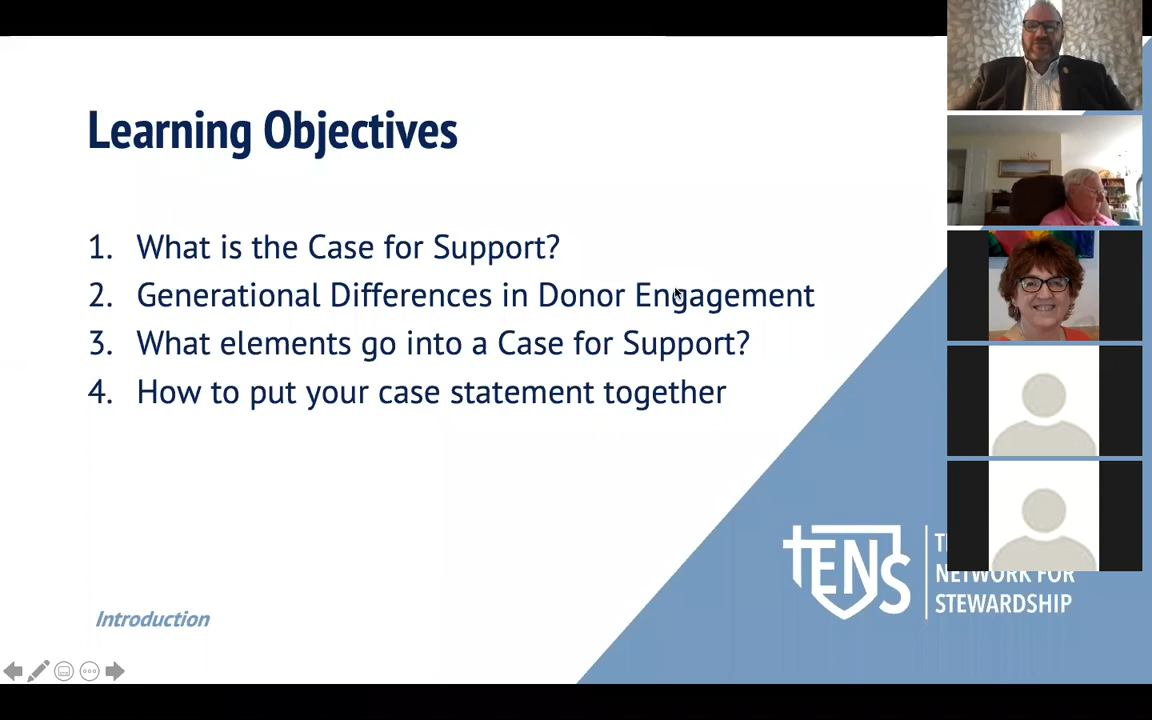 Learning Objectives
1. What is the Case for Support?
2. Generational Differences in Donor Engagement
3. What elements go into a Case for Support?
4. How to put your case statement together
tENS
NETWORK FOR
STEWARDSHIP
Introduction